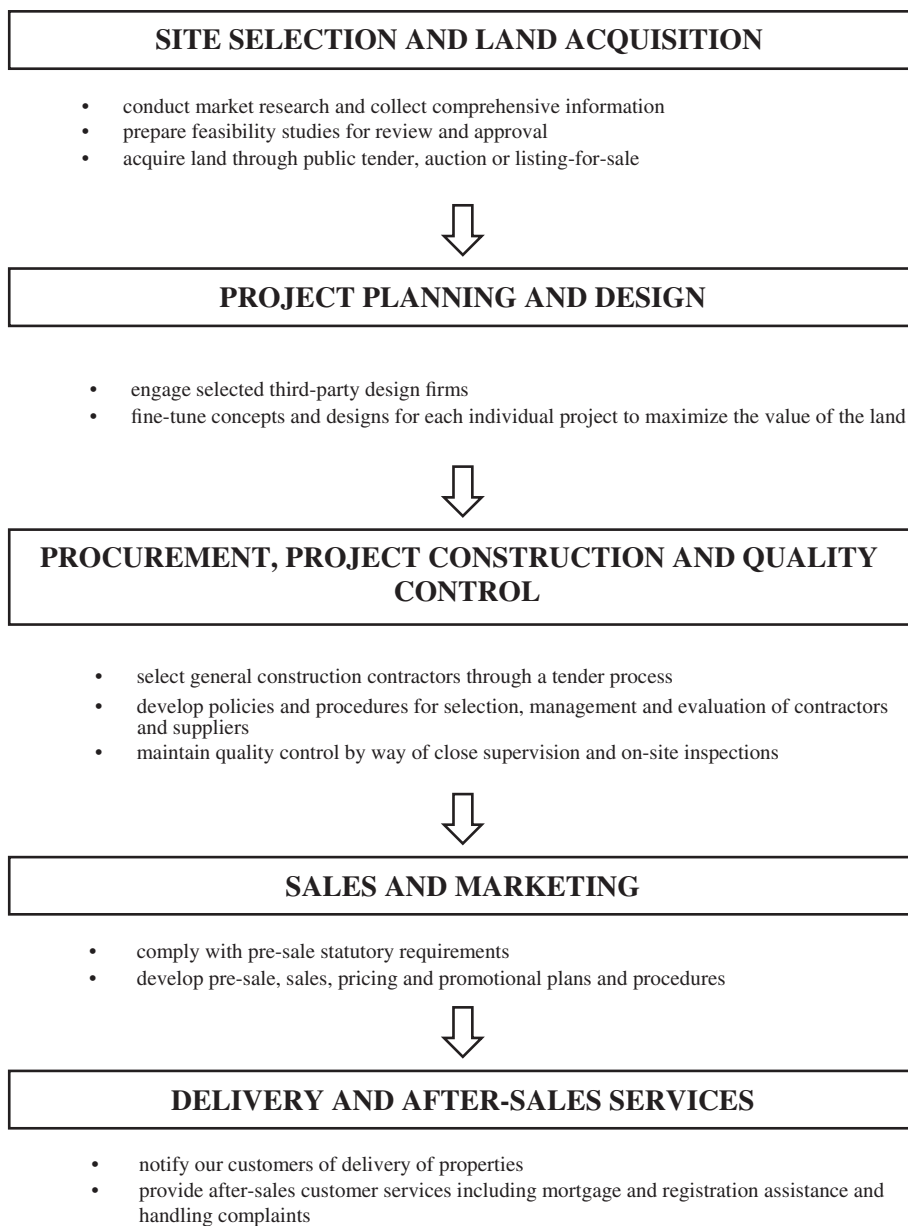 SITE SELECTION AND LAND ACQUISITION
• conduct market research and collect comprehensive information
• prepare feasibility studies for review and approval
• acquire land through public tender, auction or listing-for-sale
PROJECT PLANNING AND DESIGN
• engage selected third-party design firms
• fine-tune concepts and designs for each individual project to maximize the value of the land
PROCUREMENT, PROJECT CONSTRUCTION AND QUALITY
CONTROL
• select general construction contractors through a tender process
• develop policies and procedures for selection, management and evaluation of contractors
and suppliers
• maintain quality control by way of close supervision and on-site inspections
SALES AND MARKETING
• comply with pre-sale statutory requirements
• develop pre-sale, sales, pricing and promotional plans and procedures
DELIVERY AND AFTER-SALES SERVICES
• notify our customers of delivery of properties
• provide after-sales customer services including mortgage and registration assistance and
handling complaints